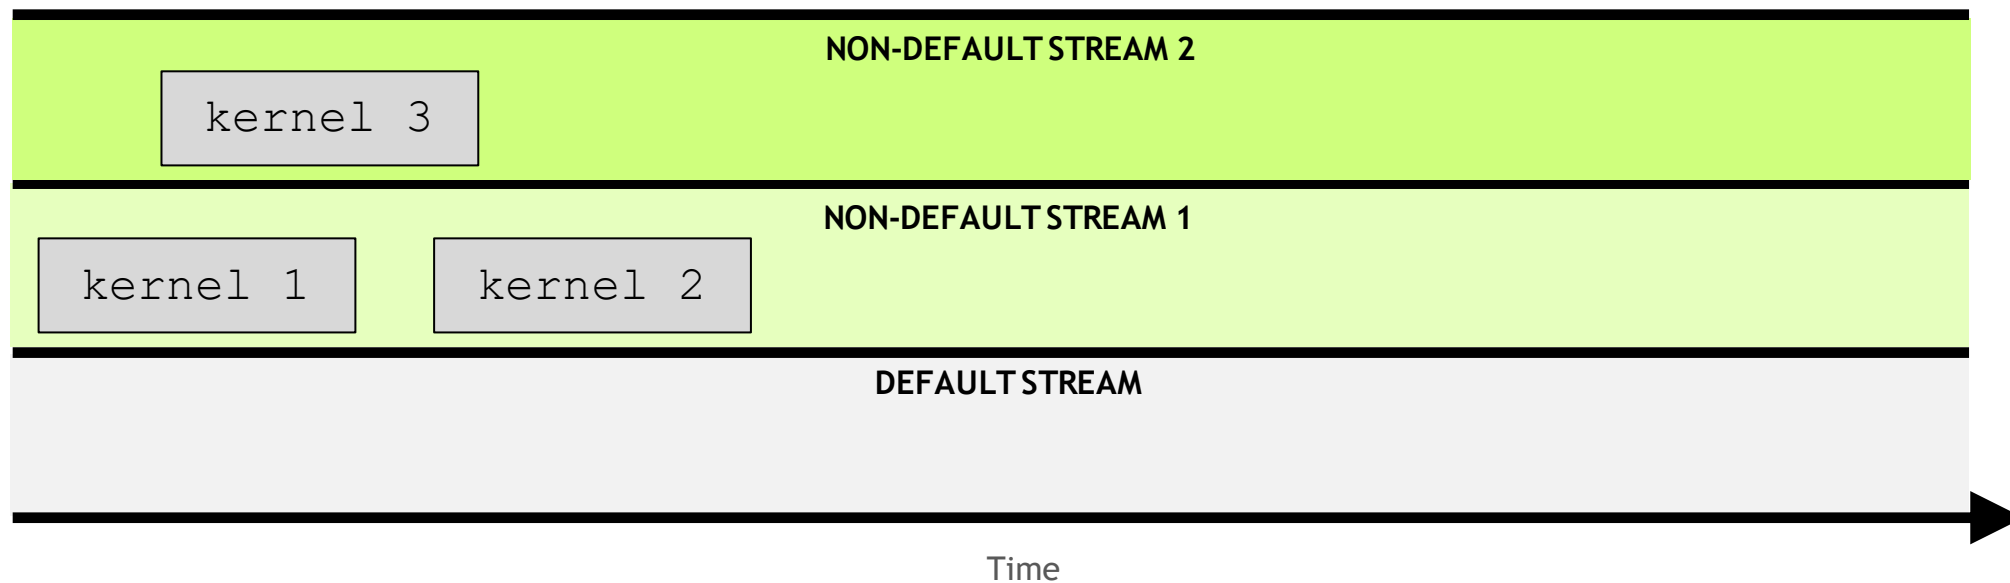 NON-DEFAULT STREAM 2
kernel 3
NON-DEFAULT STREAM 1
kernel 1
kernel 2
DEFAULT STREAM
Time